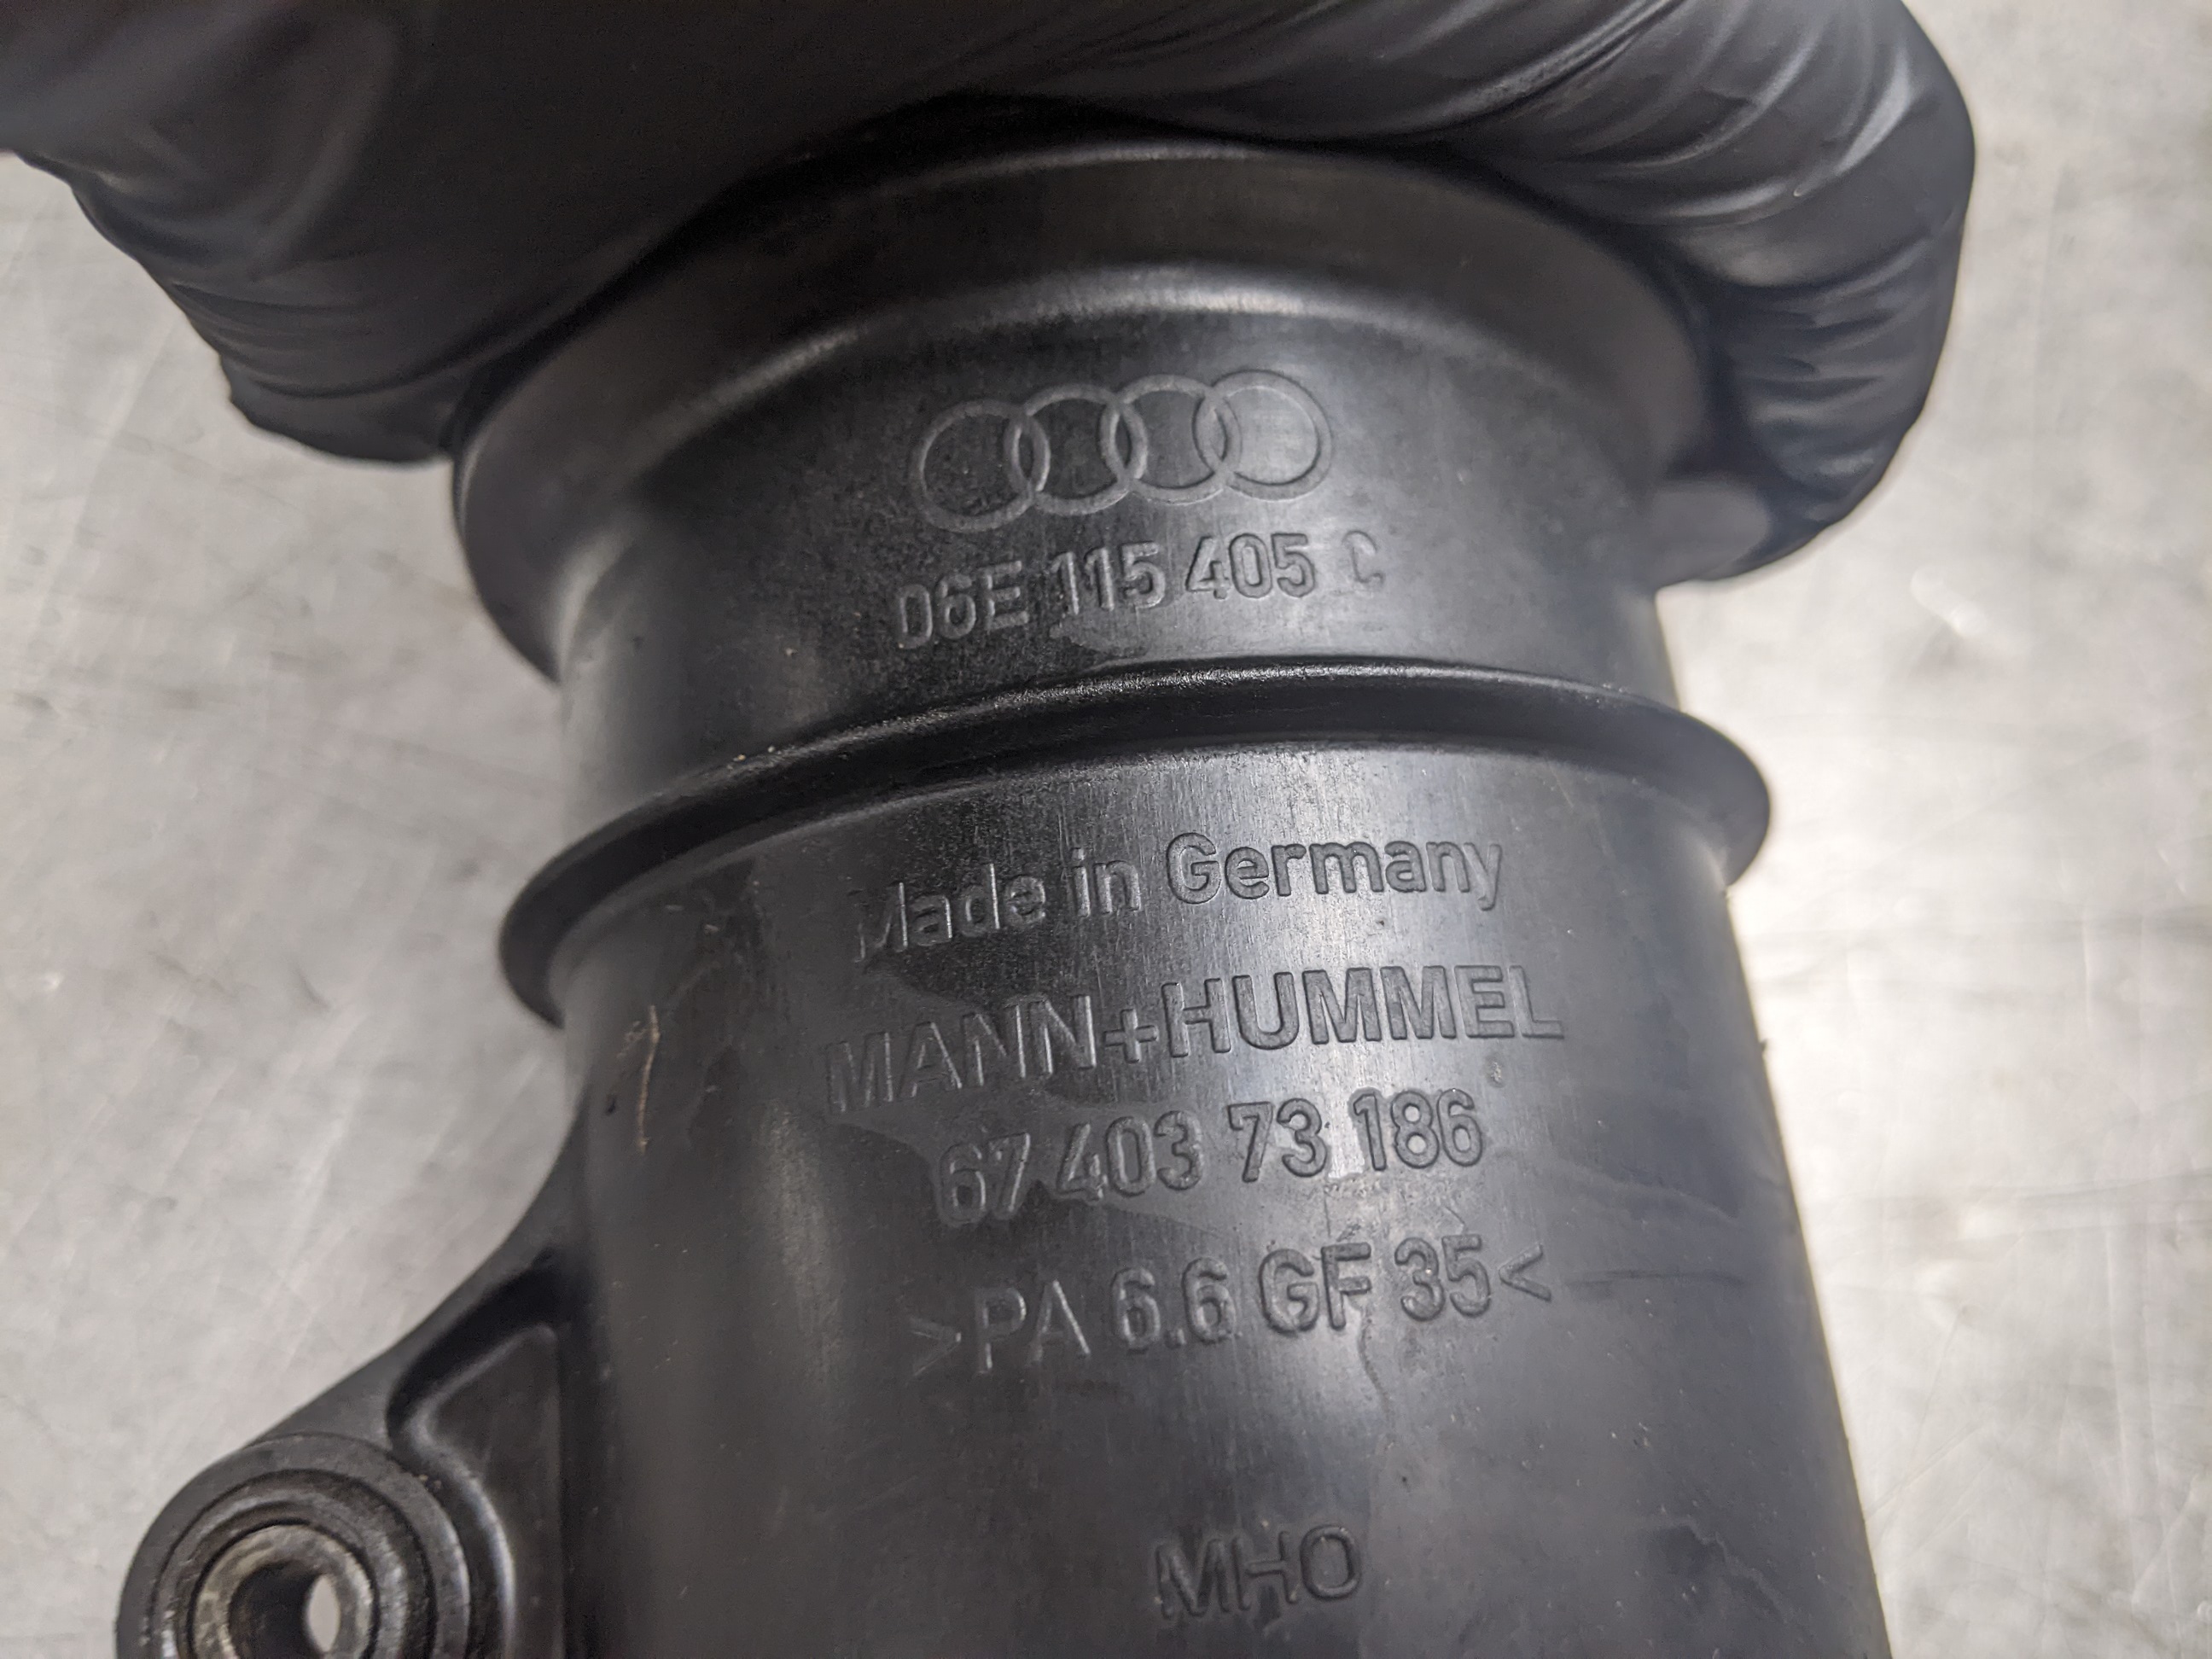 06E 115 405 C
Made in Germany
MANN+HUMMEL
67 403 73 186
>PA 6.6 GF 35<
MHO